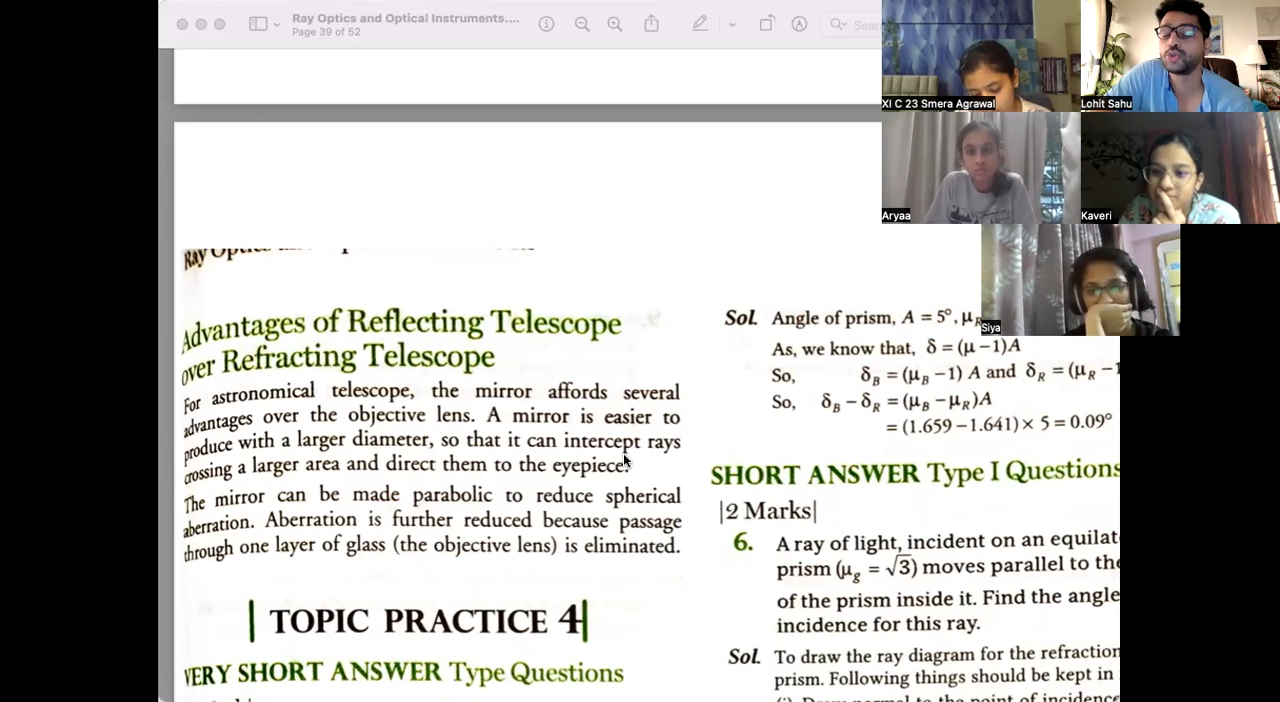 Ray Optics and Optical Instruments....
Page 39 of 52
XI C 23 Smera Agrawal
Lohit Sahu
Aryaa
Kaveri
Siya
Advantages of Reflecting Telescope
over Refracting Telescope
For astronomical telescope, the mirror affords several
advantages over the objective lens. A mirror is easier to
produce with a larger diameter, so that it can intercept rays
crossing a larger area and direct them to the eyepiece.
The mirror can be made parabolic to reduce spherical
aberration. Aberration is further reduced because passage
through one layer of glass (the objective lens) is eliminated.
TOPIC PRACTICE 4
VERY SHORT ANSWER Type Questions
Sol. Angle of prism, A = 5°, μR
As, we know that, δ = (μ − 1)A
So, δB = (μB − 1) A and δR = (μR − 1
So, δB − δR = (μB − μR)A
= (1.659 − 1.641) × 5 = 0.09°
SHORT ANSWER Type I Questions
|2 Marks|
6. A ray of light, incident on an equilat
prism (μg = √3) moves parallel to the
of the prism inside it. Find the angle
incidence for this ray.
Sol. To draw the ray diagram for the refraction
prism. Following things should be kept in